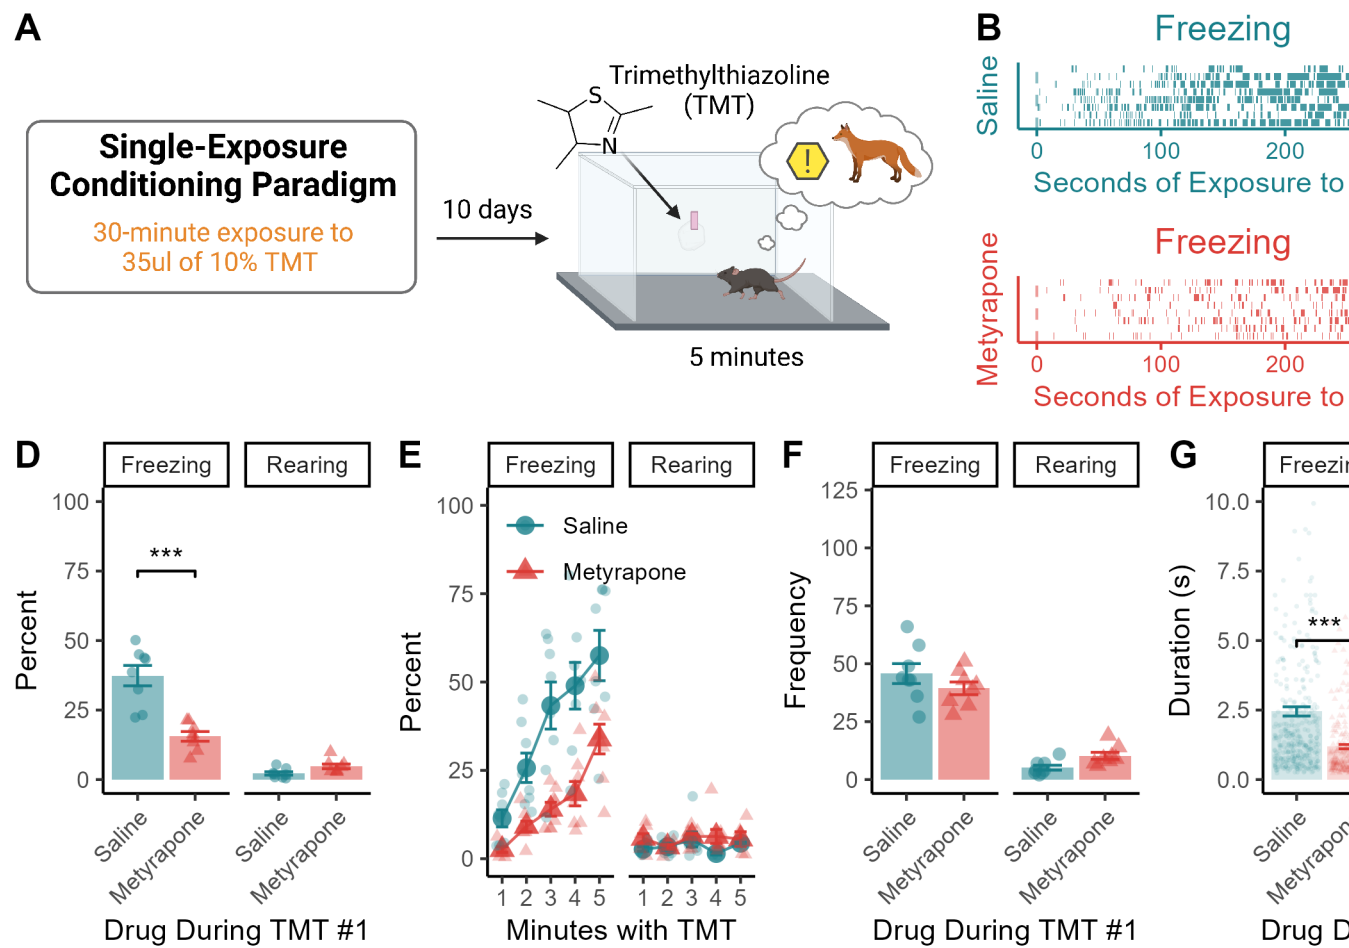 A
Single-Exposure
Conditioning Paradigm
30-minute exposure to
35ul of 10% TMT
10 days
Trimethylthiazoline
(TMT)
S
N
!
5 minutes
B
Freezing
Saline
0 100 200
Seconds of Exposure to
Freezing
Metyrapone
0 100 200
Seconds of Exposure to
D
Freezing Rearing
Percent
100
75
50
25
0
***
Saline Metyrapone Saline Metyrapone
Drug During TMT #1
E
Freezing Rearing
Percent
100
75
50
25
0
Saline
Metyrapone
1 2 3 4 5 1 2 3 4 5
Minutes with TMT
F
Freezing Rearing
Frequency
125
100
75
50
25
0
Saline Metyrapone Saline Metyrapone
Drug During TMT #1
G
Freezin
Duration (s)
10.0
7.5
5.0
2.5
0.0
***
Saline Metyrapone
Drug D